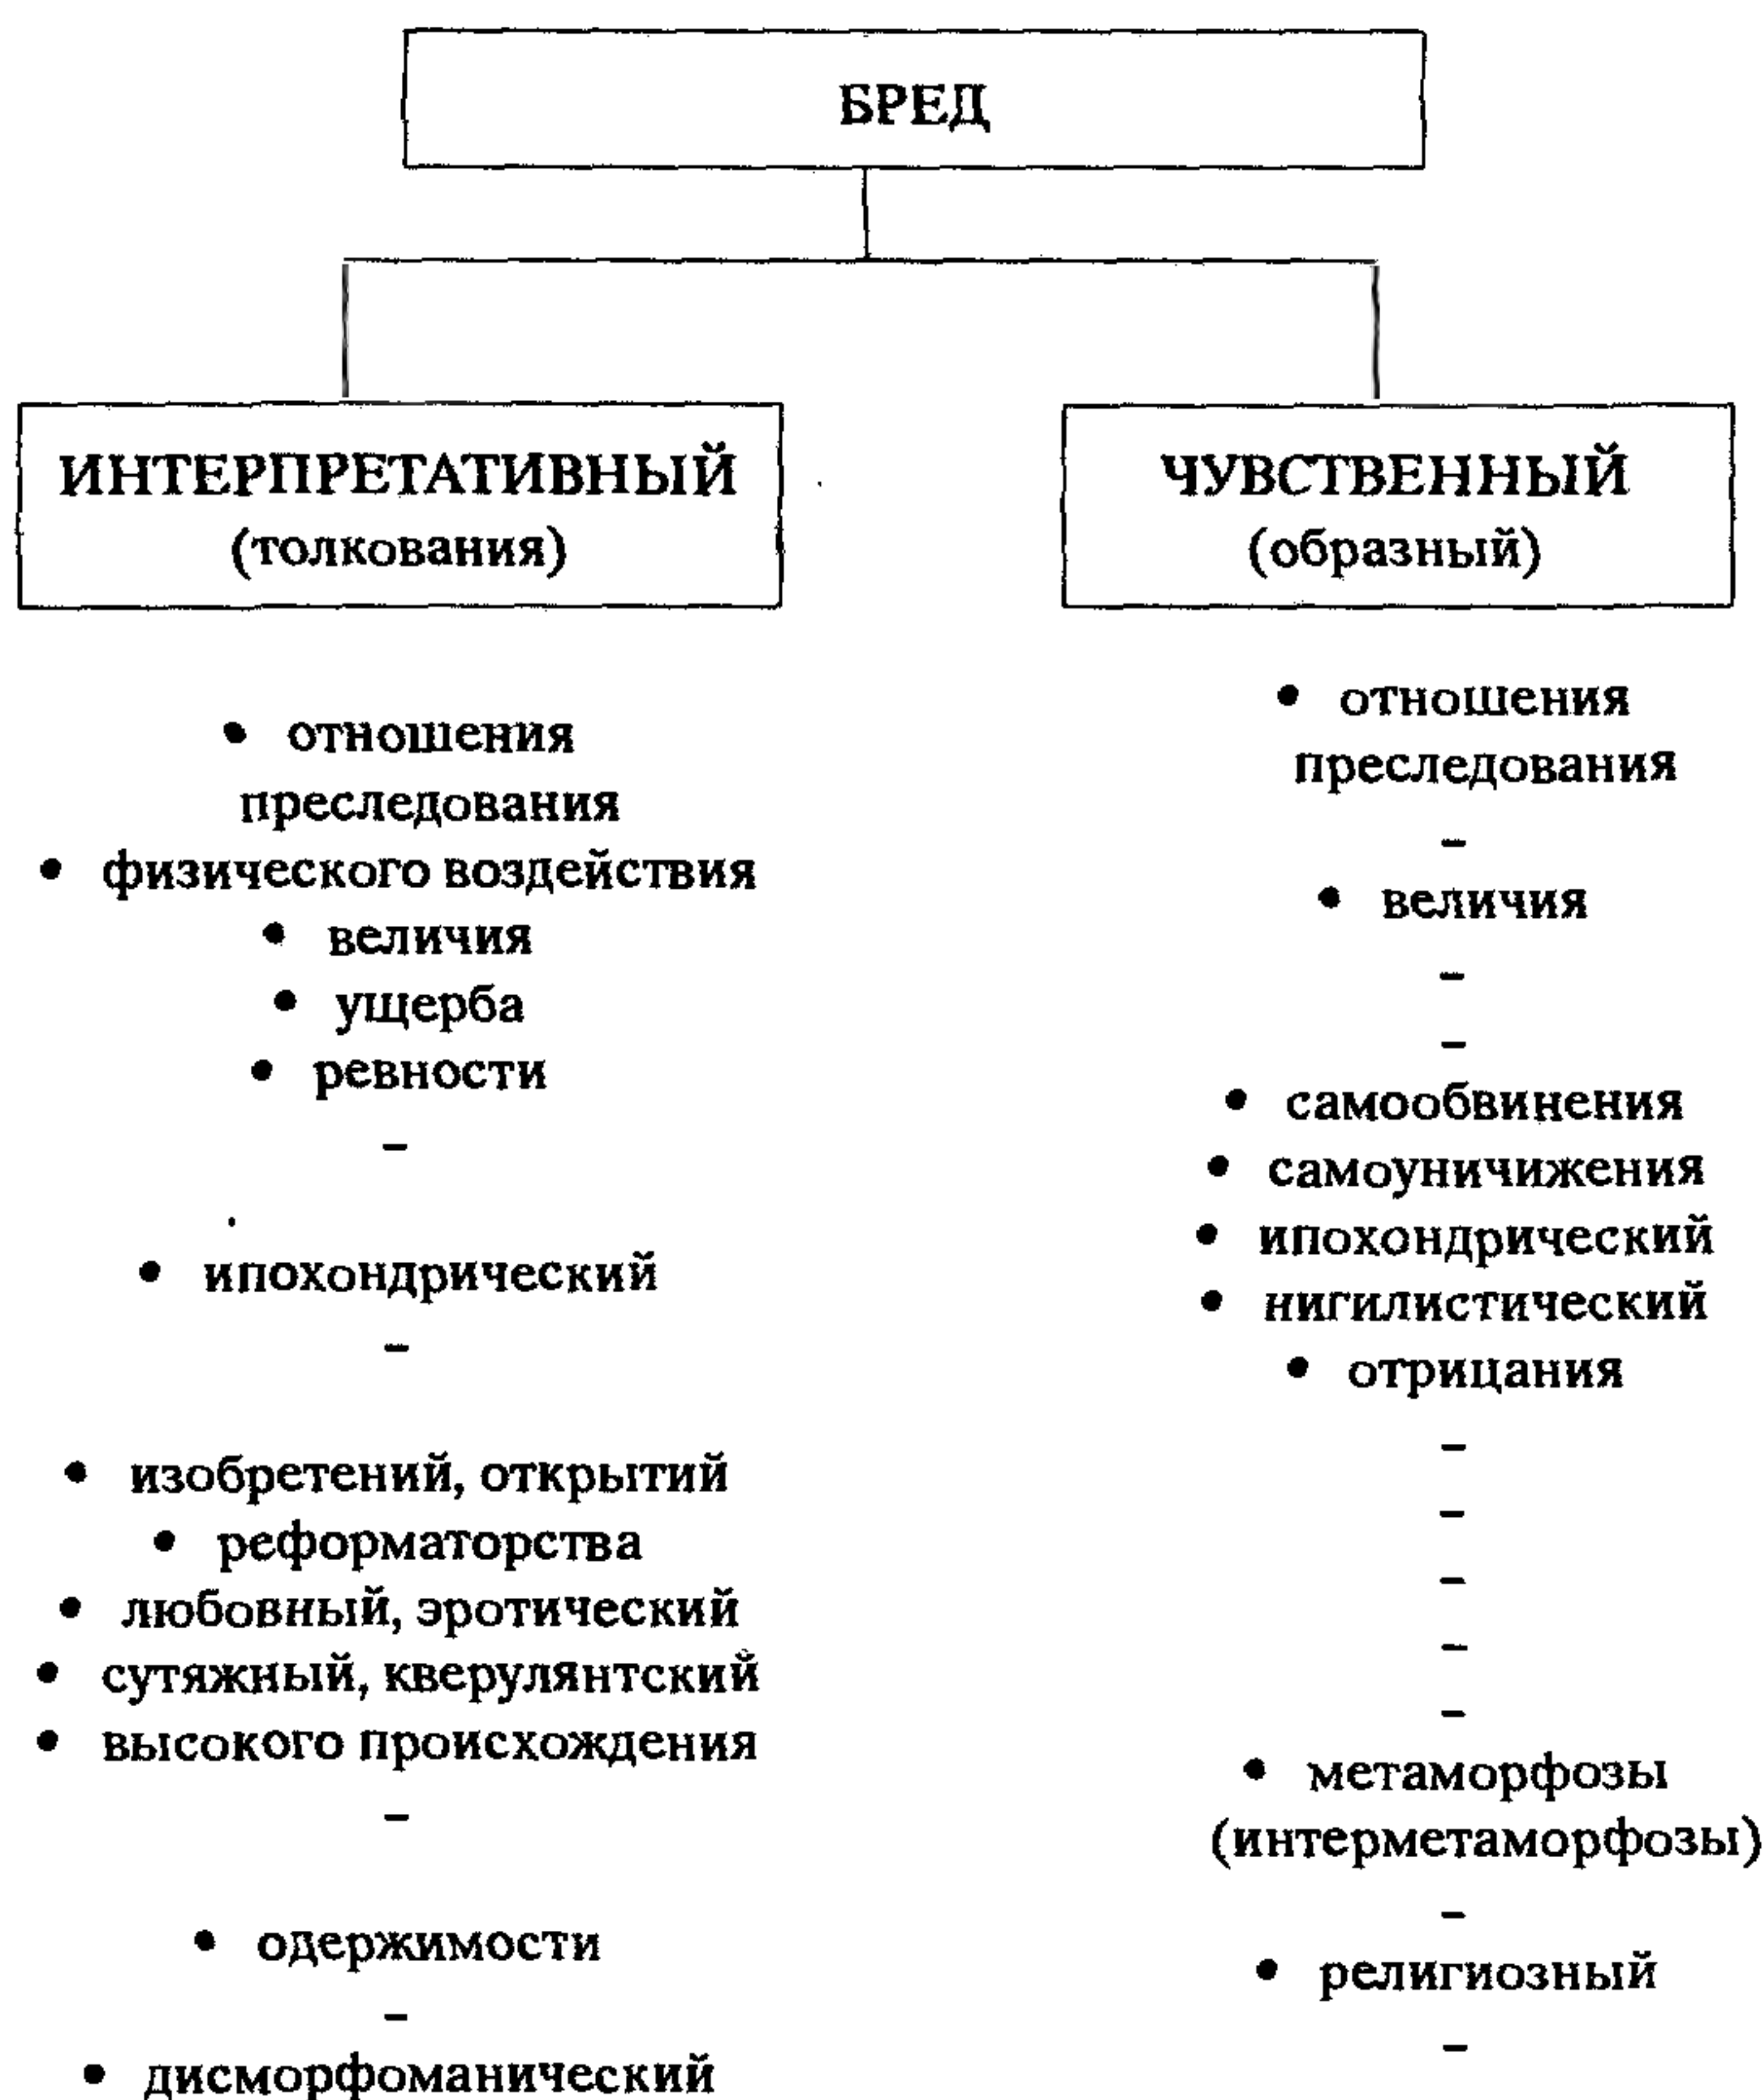 БРЕД
ИНТЕРПРЕТАТИВНЫЙ
(толкования)
• отношения
преследования
• физического воздействия
• величия
• ущерба
• ревности
–
• ипохондрический
–
• изобретений, открытий
• реформаторства
• любовный, эротический
• сутяжный, кверулянтский
• высокого происхождения
–
• одержимости
–
• дисморфоманический
ЧУВСТВЕННЫЙ
(образный)
• отношения
преследования
–
• величия
–
–
• самообвинения
• самоуничижения
• ипохондрический
• нигилистический
• отрицания
–
–
–
–
–
• метаморфозы
(интерметаморфозы)
–
• религиозный
–